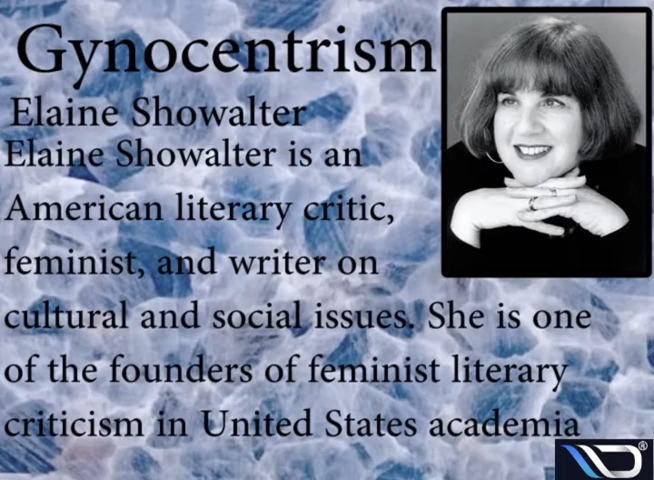 Gynocentrism
Elaine Showalter
Elaine Showalter is an
American literary critic,
feminist, and writer on
cultural and social issues. She is one
of the founders of feminist literary
criticism in United States academia
®